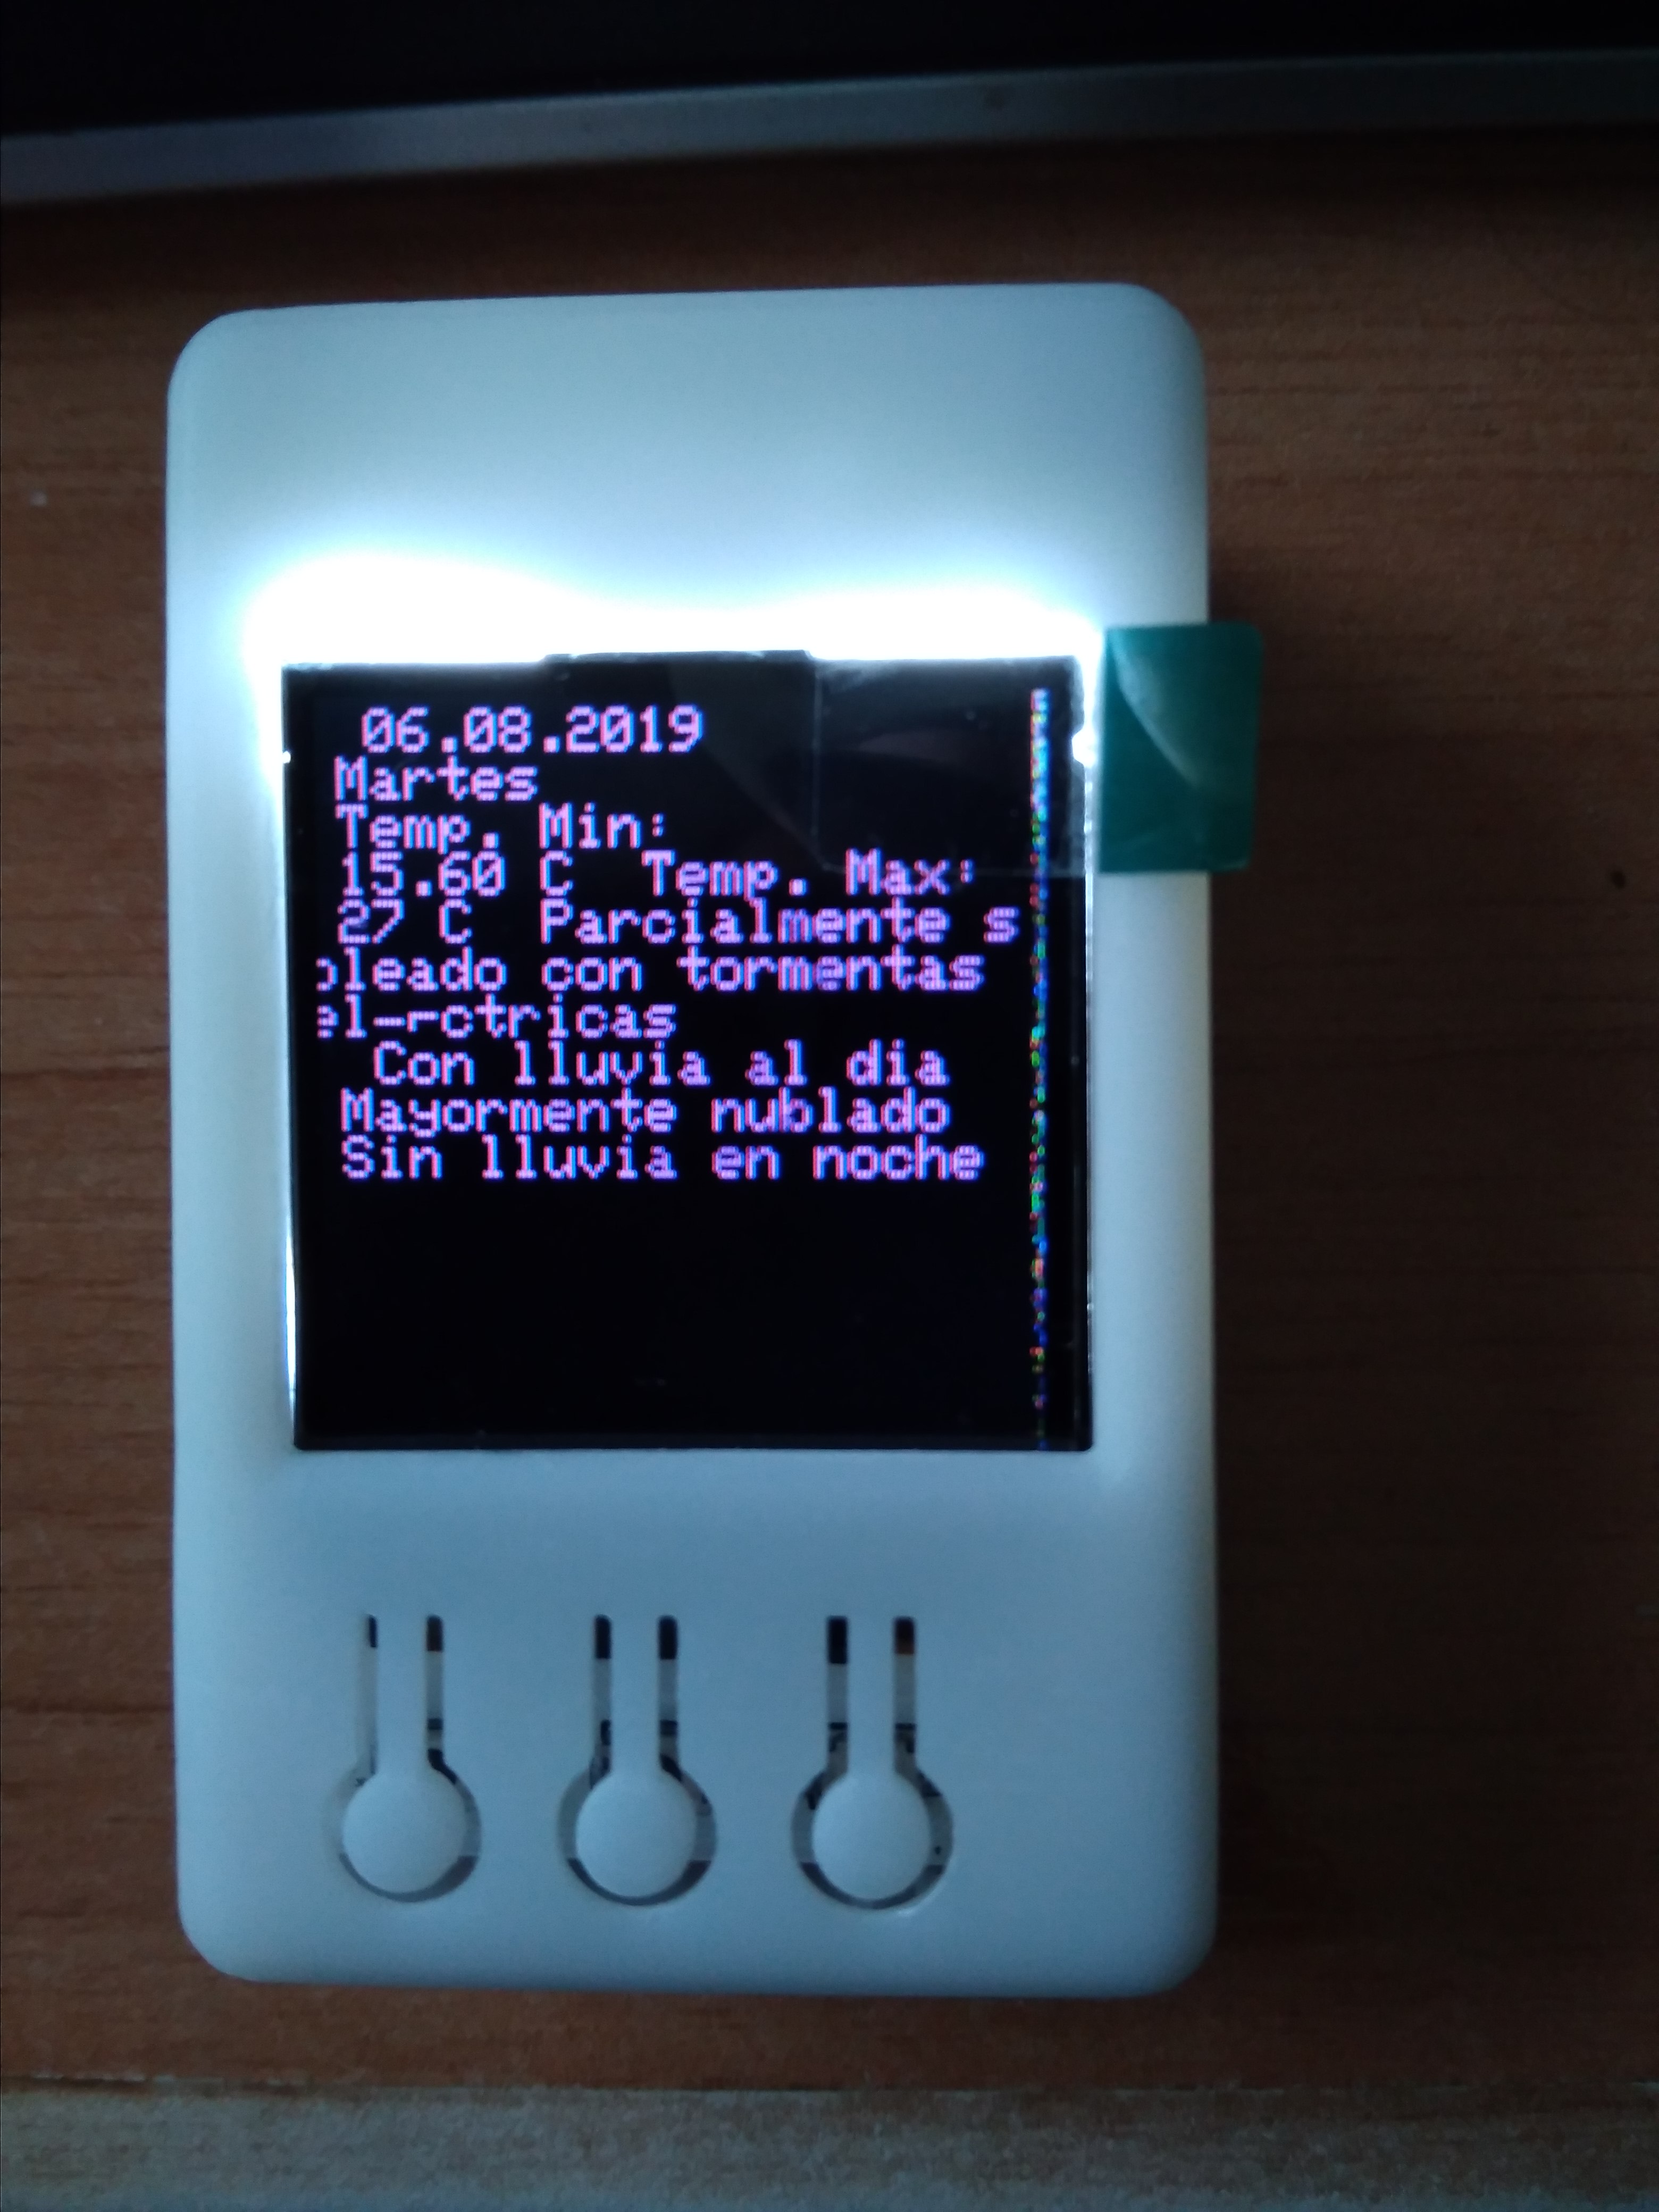 06.08.2019
Martes
Temp. Min:
15.60 C Temp. Max:
27 C Parcialmente s
oleado con tormentas
el-rctricas
Con lluvia al dia
Mayormente nublado
Sin lluvia en noche